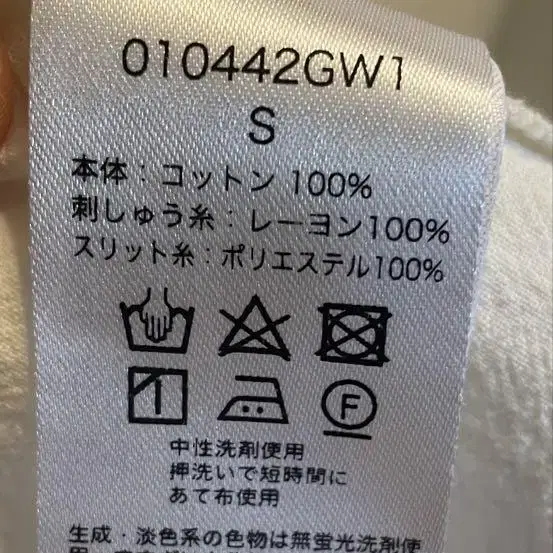 010442GW1
S
本体：コットン 100%
刺しゅう糸：レーヨン100%
スリット糸：ポリエステル100%
F
中性洗剤使用
押洗いで短時間に
あて布使用
生成・淡色系の色物は無蛍光洗剤使